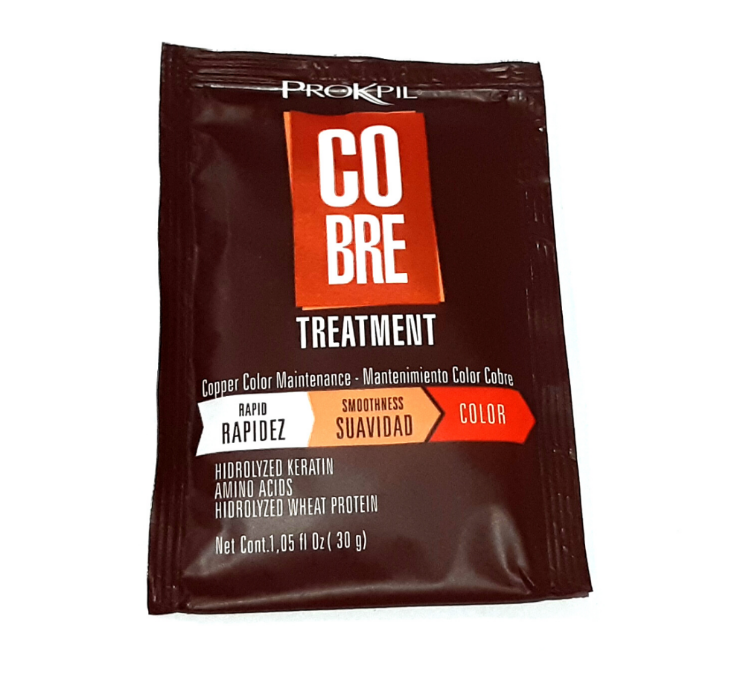 PROKPIL
CO
BRE
TREATMENT
Copper Color Maintenance - Mantenimiento Color Cobre
RAPID
RAPIDEZ
SMOOTHNESS
SUAVIDAD
COLOR
HIDROLYZED KERATIN
AMINO ACIDS
HIDROLYZED WHEAT PROTEIN
Net Cont.1,05 fl Oz ( 30 g)